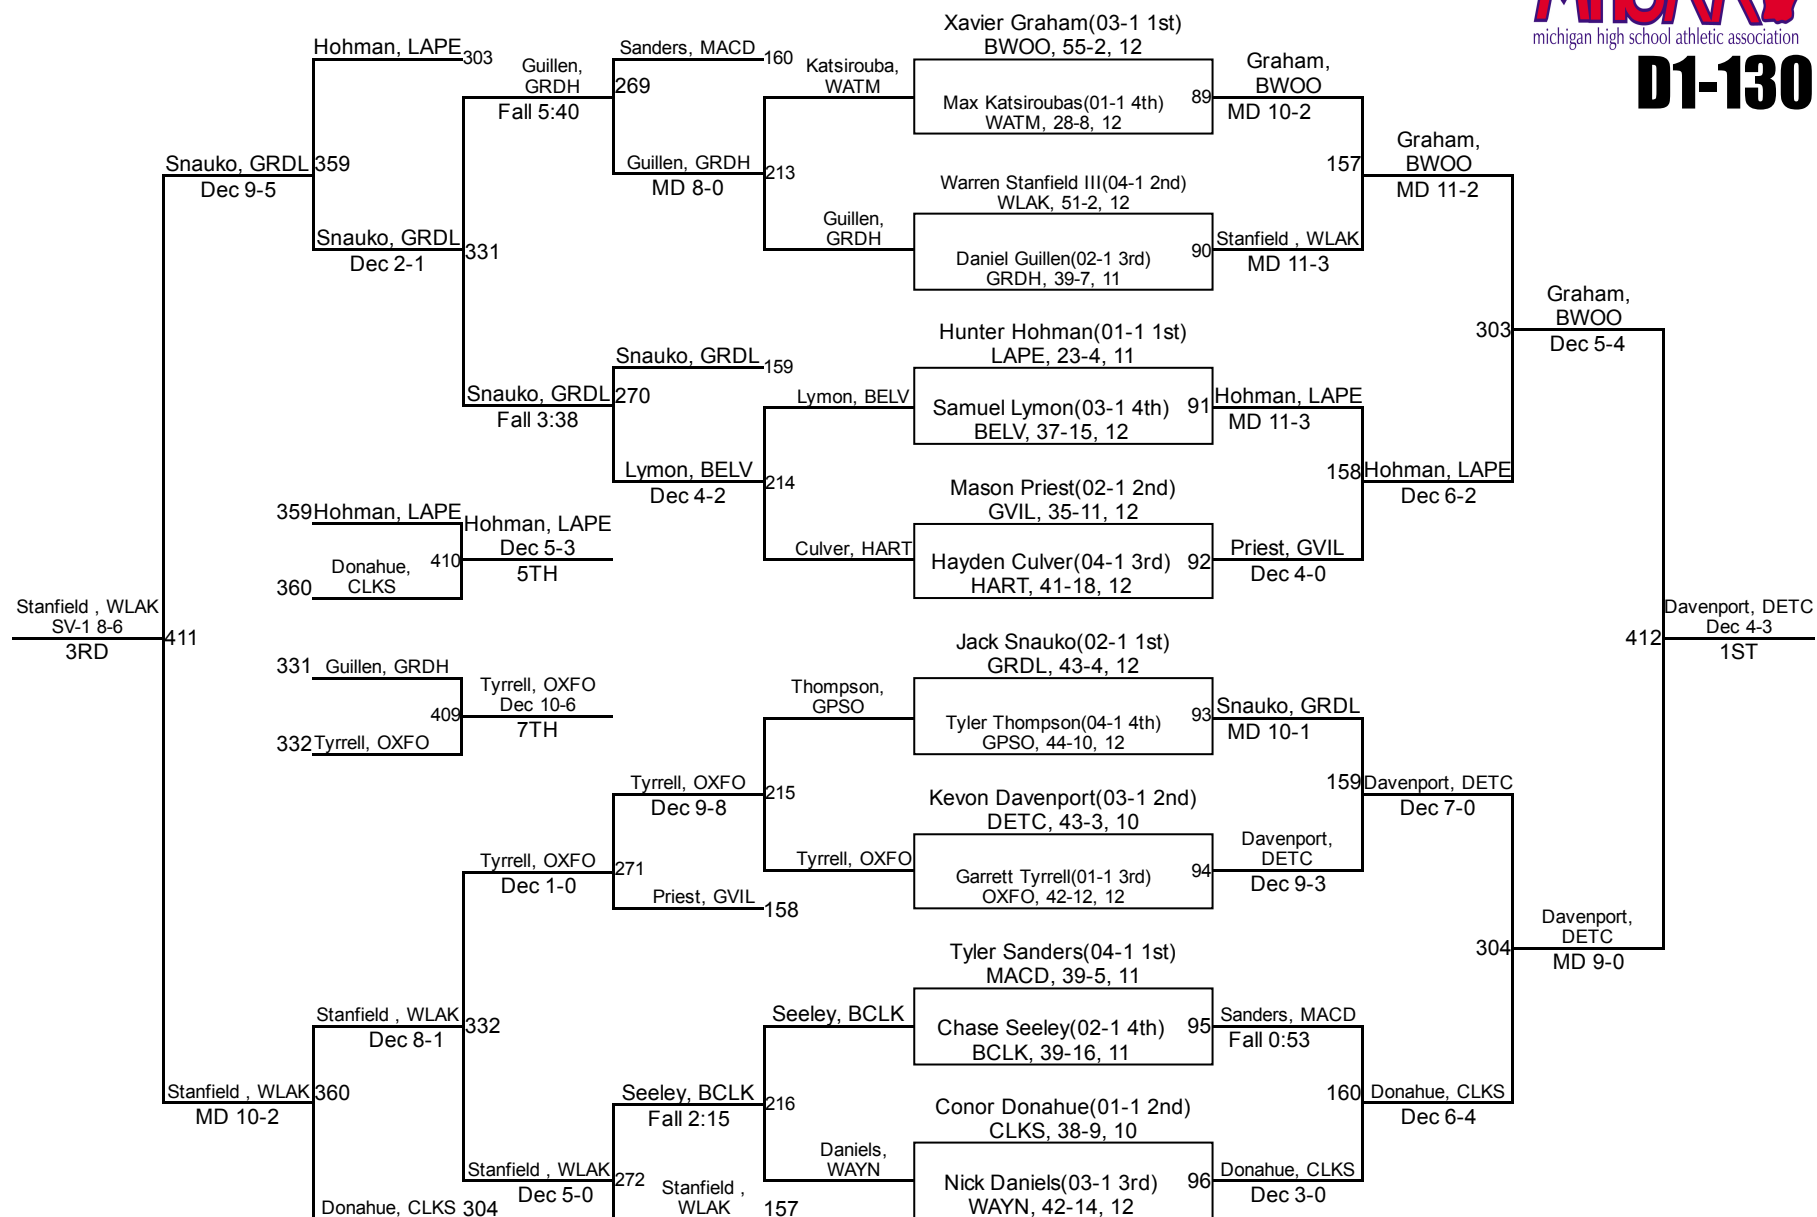 michigan high school athletic association
D1-130
Stanfield , WLAK
SV-1 8-6
3RD
411
Snauko, GRDL
Dec 9-5
359
Stanfield , WLAK
MD 10-2
360
Hohman, LAPE
303
Snauko, GRDL
Dec 2-1
331
359
Hohman, LAPE
360
Donahue,
CLKS
410
Hohman, LAPE
Dec 5-3
5TH
331
Guillen, GRDH
332
Tyrrell, OXFO
409
Tyrrell, OXFO
Dec 10-6
7TH
Stanfield , WLAK
Dec 8-1
332
Donahue, CLKS
304
Guillen,
GRDH
Fall 5:40
269
Snauko, GRDL
Fall 3:38
270
Tyrrell, OXFO
Dec 1-0
271
Stanfield , WLAK
Dec 5-0
272
Sanders, MACD
160
Guillen, GRDH
MD 8-0
213
Snauko, GRDL
159
Lymon, BELV
Dec 4-2
214
Tyrrell, OXFO
Dec 9-8
215
Priest, GVIL
158
Seeley, BCLK
Fall 2:15
216
Stanfield ,
WLAK
157
Katsirouba,
WATM
Guillen,
GRDH
Lymon, BELV
Culver, HART
Thompson,
GPSO
Tyrrell, OXFO
Seeley, BCLK
Daniels,
WAYN
Xavier Graham(03-1 1st)
BWOO, 55-2, 12
Max Katsiroubas(01-1 4th)
WATM, 28-8, 12
89
Warren Stanfield III(04-1 2nd)
WLAK, 51-2, 12
Daniel Guillen(02-1 3rd)
GRDH, 39-7, 11
90
Hunter Hohman(01-1 1st)
LAPE, 23-4, 11
Samuel Lymon(03-1 4th)
BELV, 37-15, 12
91
Mason Priest(02-1 2nd)
GVIL, 35-11, 12
Hayden Culver(04-1 3rd)
HART, 41-18, 12
92
Jack Snauko(02-1 1st)
GRDL, 43-4, 12
Tyler Thompson(04-1 4th)
GPSO, 44-10, 12
93
Kevon Davenport(03-1 2nd)
DETC, 43-3, 10
Garrett Tyrrell(01-1 3rd)
OXFO, 42-12, 12
94
Tyler Sanders(04-1 1st)
MACD, 39-5, 11
Chase Seeley(02-1 4th)
BCLK, 39-16, 11
95
Conor Donahue(01-1 2nd)
CLKS, 38-9, 10
Nick Daniels(03-1 3rd)
WAYN, 42-14, 12
96
Graham,
BWOO
MD 10-2
Stanfield , WLAK
MD 11-3
Hohman, LAPE
MD 11-3
Priest, GVIL
Dec 4-0
Snauko, GRDL
MD 10-1
Davenport,
DETC
Dec 9-3
Sanders, MACD
Fall 0:53
Donahue, CLKS
Dec 3-0
157
Graham,
BWOO
MD 11-2
158
Hohman, LAPE
Dec 6-2
159
Davenport, DETC
Dec 7-0
160
Donahue, CLKS
Dec 6-4
303
Graham,
BWOO
Dec 5-4
304
Davenport,
DETC
MD 9-0
412
Davenport, DETC
Dec 4-3
1ST